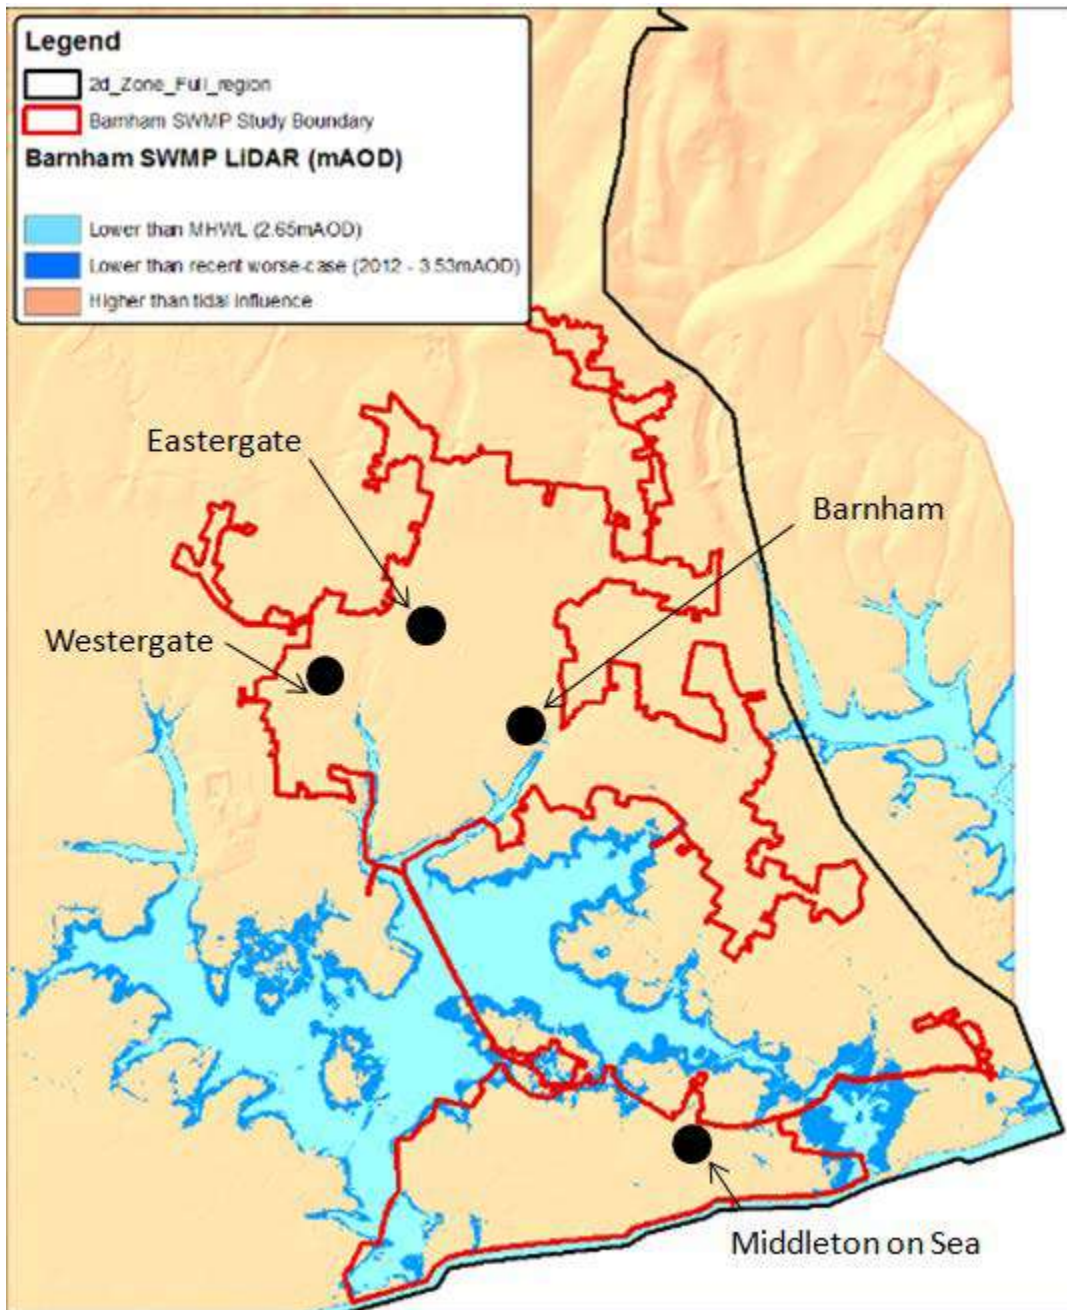 Legend
2d_Zone_Full_region
Barnham SWMP Study Boundary
Barnham SWMP LiDAR (mAOD)
Lower than MHWL (2.65mAOD)
Lower than recent worse-case (2012 - 3.53mAOD)
Higher than tidal influence
Eastergate
Barnham
Westergate
Middleton on Sea